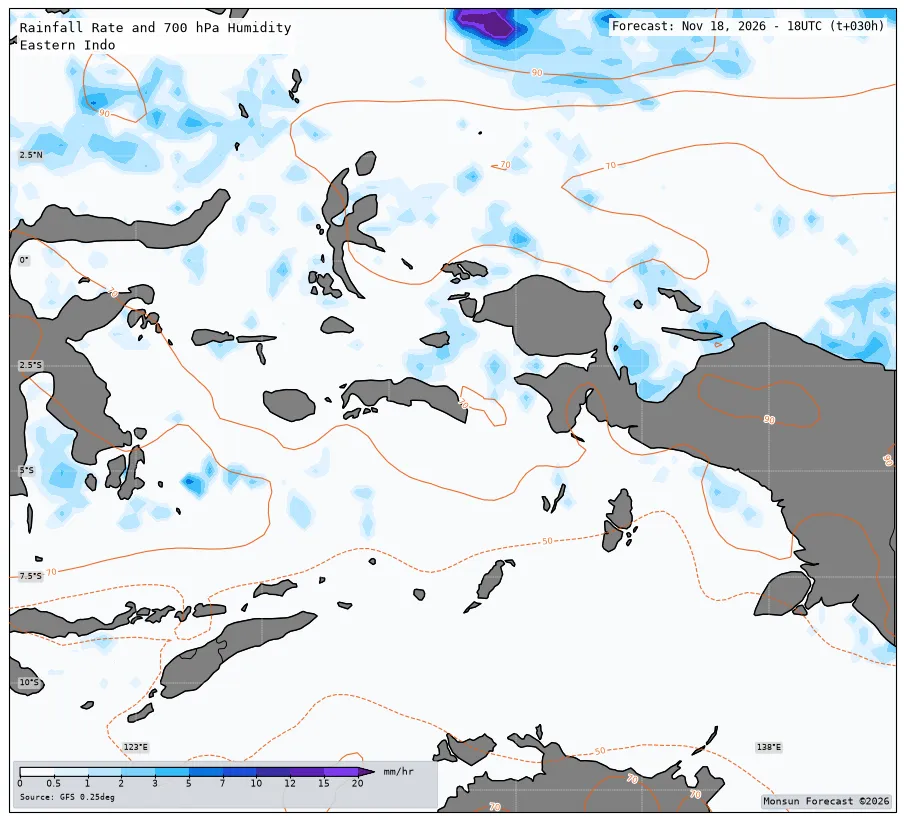 Rainfall Rate and 700 hPa Humidity
Eastern Indo
Forecast: Nov 18, 2026 - 18UTC (t+030h)
90
90
2.5°N
70
70
0°
70
2.5°S
70
90
90
5°S
50
7.5°S
70
10°S
123°E
50
138°E
70
70
70
0 0.5 1 2 3 5 7 10 12 15 20 mm/hr
Source: GFS 0.25deg
Monsun Forecast ©2026